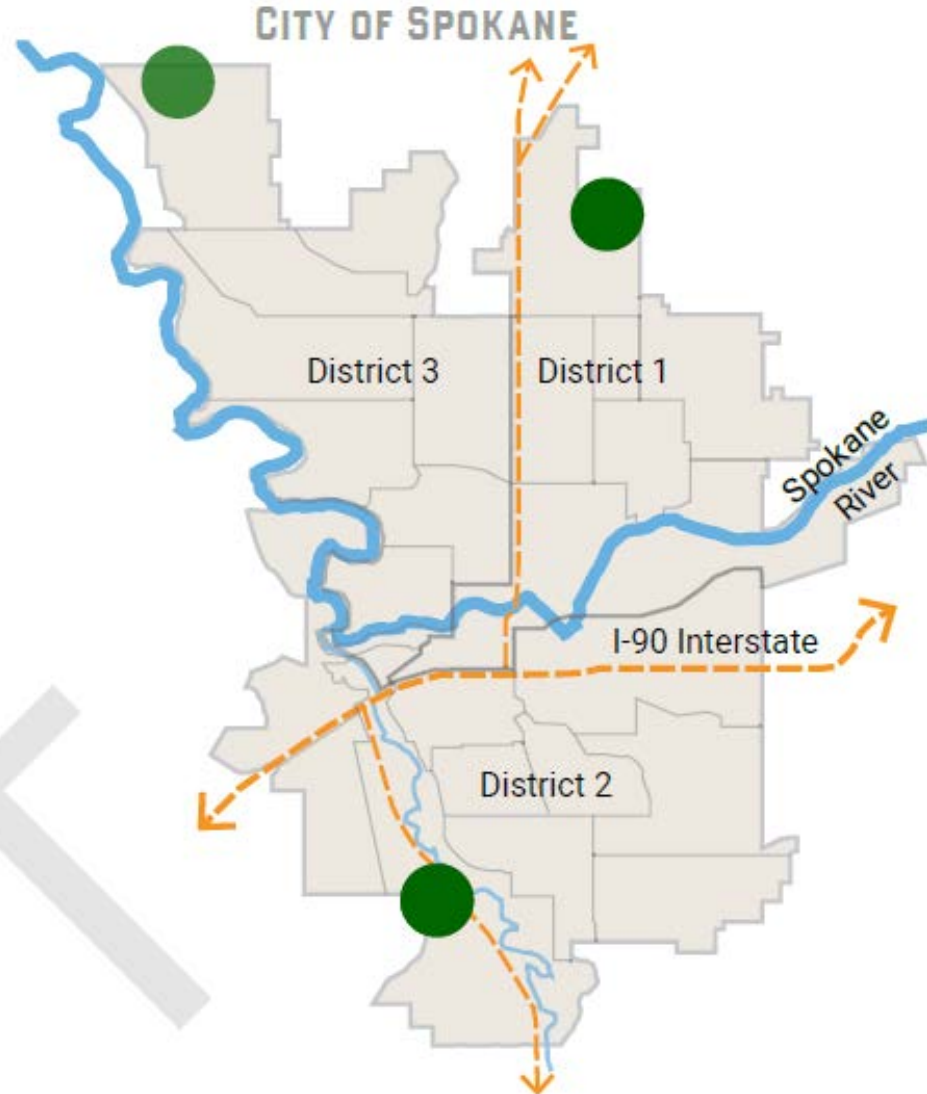 CITY OF SPOKANE
District 3
District 1
Spokane
River
I-90 Interstate
District 2